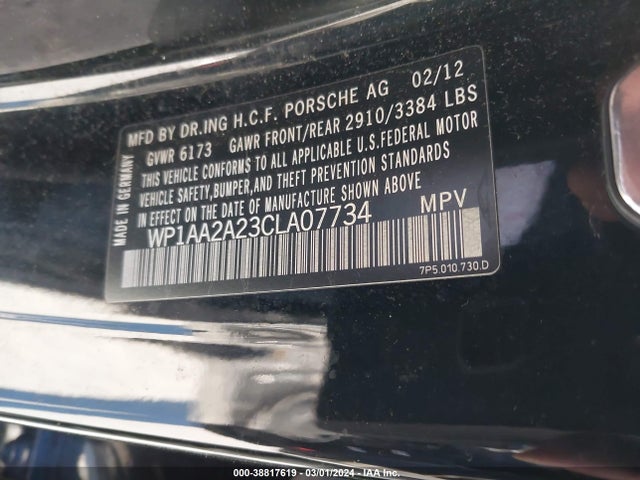 MFD BY DR.ING H.C.F. PORSCHE AG 02/12
GVWR 6173 GAWR FRONT/REAR 2910/3384 LBS
THIS VEHICLE CONFORMS TO ALL APPLICABLE U.S.FEDERAL MOTOR
VEHICLE SAFETY,BUMPER,AND THEFT PREVENTION STANDARDS
IN EFFECT ON THE DATE OF MANUFACTURE SHOWN ABOVE
WP1AA2A23CLA07734 MPV
7P5.010.730.D
MADE IN GERMANY
000-38817619 - 03/01/2024 - IAA Inc.